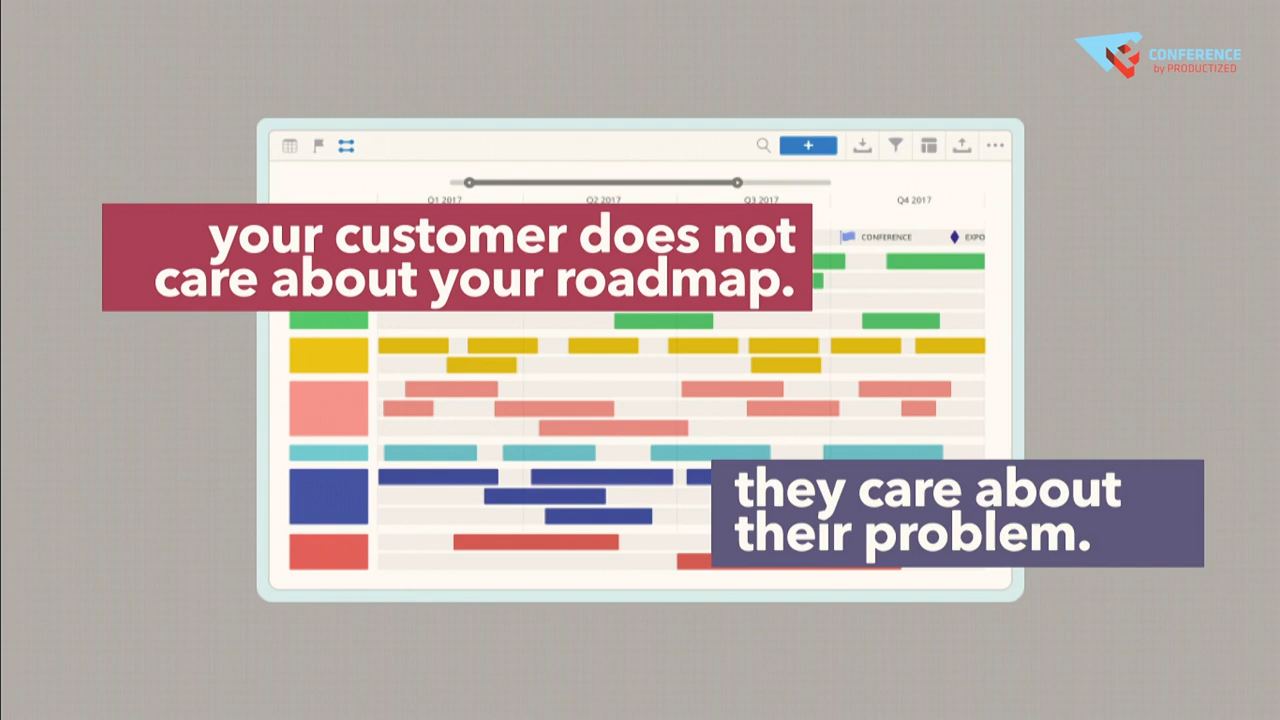 CONFERENCE
by PRODUCTIZED
Q1 2017
Q2 2017
Q3 2017
Q4 2017
your customer does not
care about your roadmap.
CONFERENCE
EXPO
they care about
their problem.